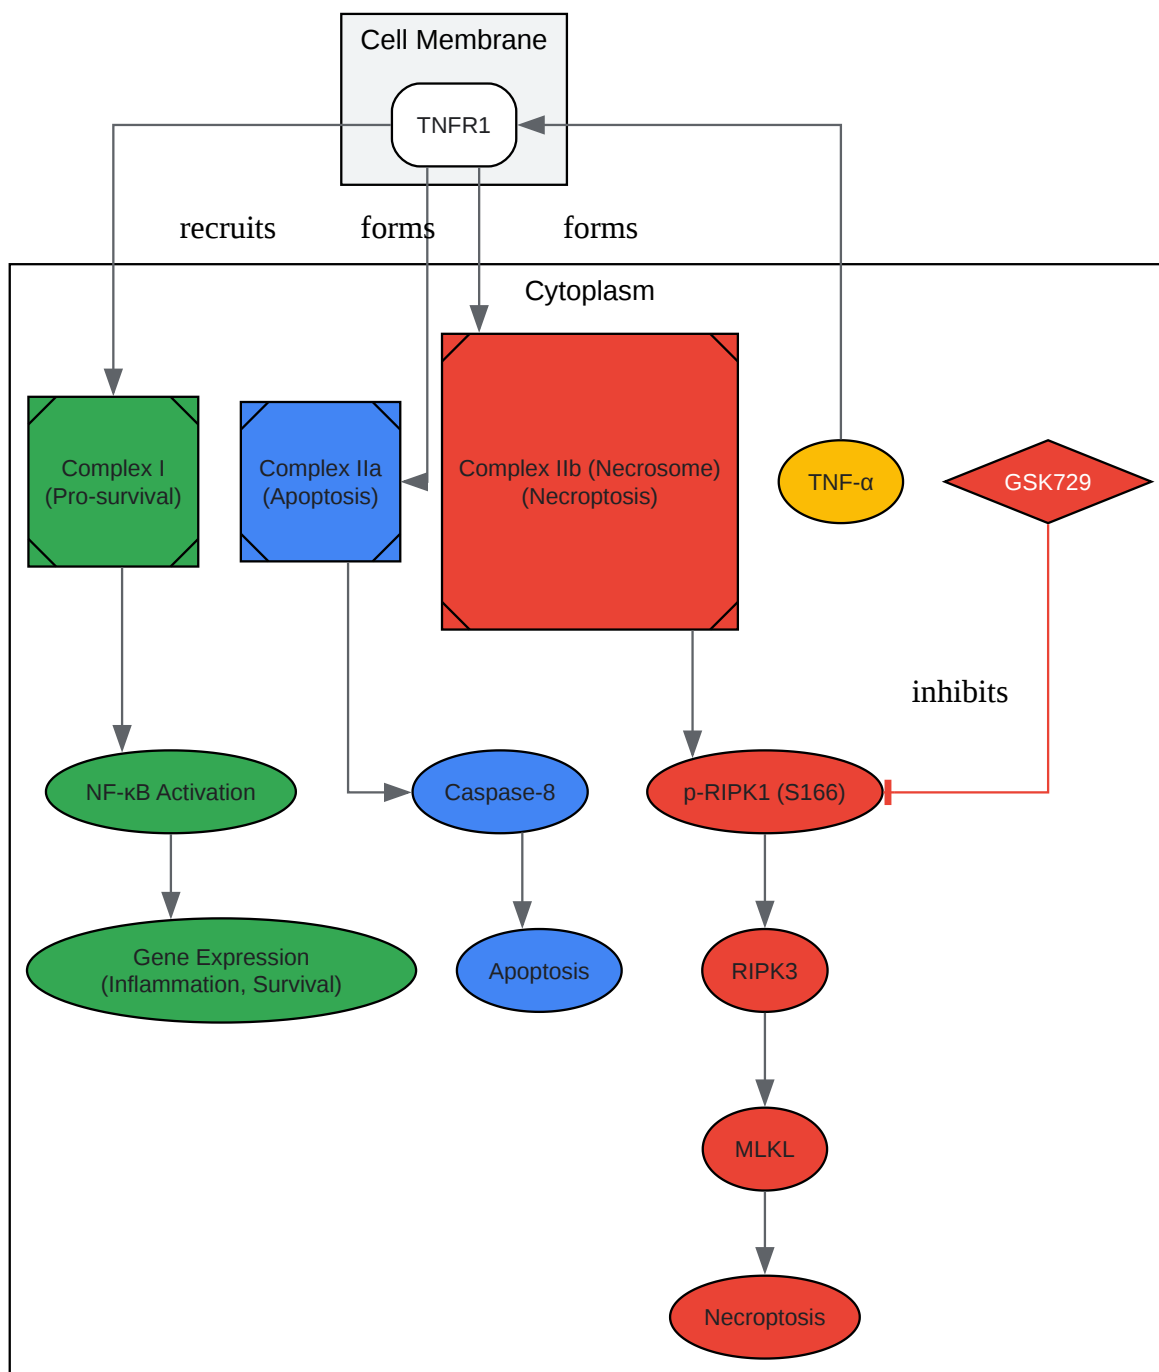 Cell Membrane
TNFR1
recruits
forms
forms
Cytoplasm
Complex I
(Pro-survival)
Complex IIa
(Apoptosis)
Complex IIb (Necrosome)
(Necroptosis)
TNF-α
GSK729
inhibits
NF-κB Activation
Caspase-8
p-RIPK1 (S166)
Gene Expression
(Inflammation, Survival)
Apoptosis
RIPK3
MLKL
Necroptosis